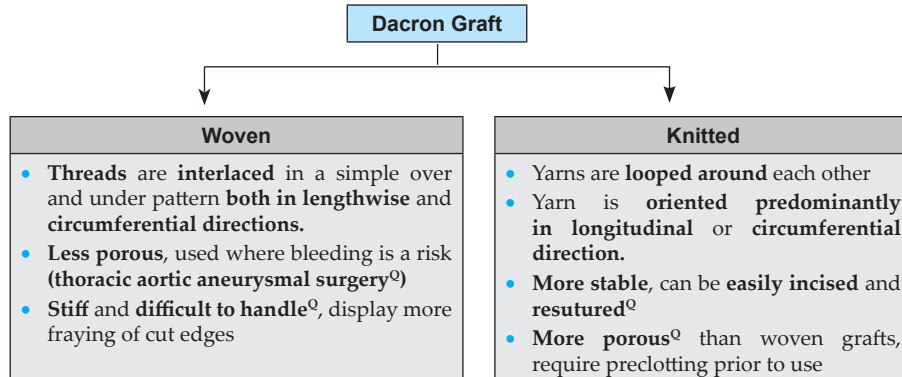 Dacron Graft
Woven
• Threads are interlaced in a simple over
and under pattern both in lengthwise and
circumferential directions.
• Less porous, used where bleeding is a risk
(thoracic aortic aneurysmal surgeryQ)
• Stiff and difficult to handleQ, display more
fraying of cut edges
Knitted
• Yarns are looped around each other
• Yarn is oriented predominantly
in longitudinal or circumferential
direction.
• More stable, can be easily incised and
resuturedQ
• More porousQ than woven grafts,
require preclotting prior to use